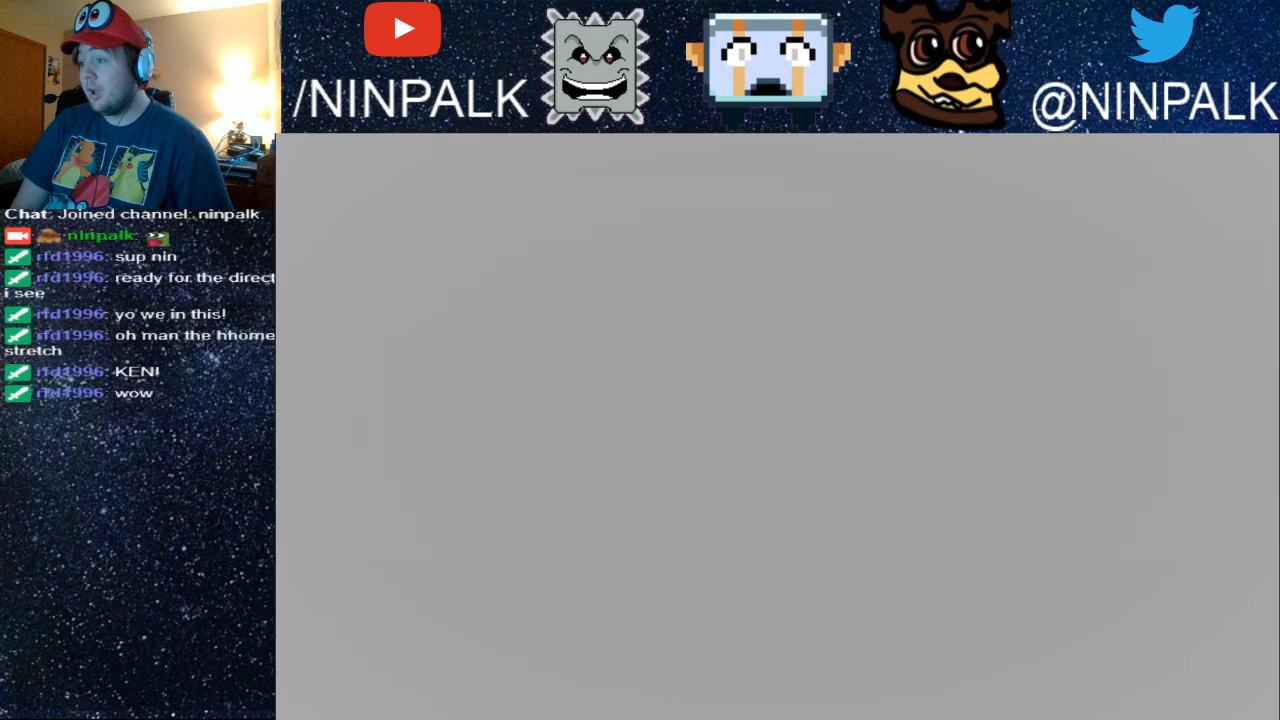 /NINPALK
@NINPALK
Chat: Joined channel: ninpalk
ninpalk:
rfd1996: sup nin
rfd1996: ready for the direct
i see
rfd1996: yo we in this!
rfd1996: oh man the hhome
stretch
rfd1996: KEN!
rfd1996: wow